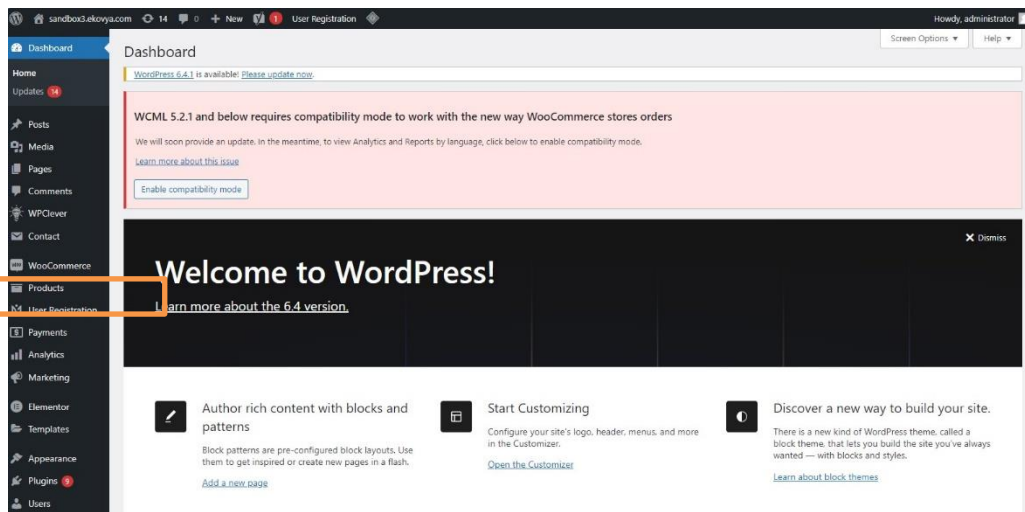 sandbox3.ekovya.com 14 0 + New 1 User Registration
Howdy, administrator
Screen Options ▼ Help ▼
Dashboard
Home
Updates 14
Posts
Media
Pages
Comments
WPClever
Contact
WooCommerce
Products
User Registration
Payments
Analytics
Marketing
Elementor
Templates
Appearance
Plugins 9
Users
Dashboard
WordPress 6.4.1 is available! Please update now.
WCML 5.2.1 and below requires compatibility mode to work with the new way WooCommerce stores orders
We will soon provide an update. In the meantime, to view Analytics and Reports by language, click below to enable compatibility mode.
Learn more about this issue
Enable compatibility mode
Dismiss
Welcome to WordPress!
Learn more about the 6.4 version.
Author rich content with blocks and
patterns
Block patterns are pre-configured block layouts. Use
them to get inspired or create new pages in a flash.
Add a new page
Start Customizing
Configure your site's logo, header, menus, and more
in the Customizer.
Open the Customizer
Discover a new way to build your site.
There is a new kind of WordPress theme, called a
block theme, that lets you build the site you've always
wanted — with blocks and styles.
Learn about block themes